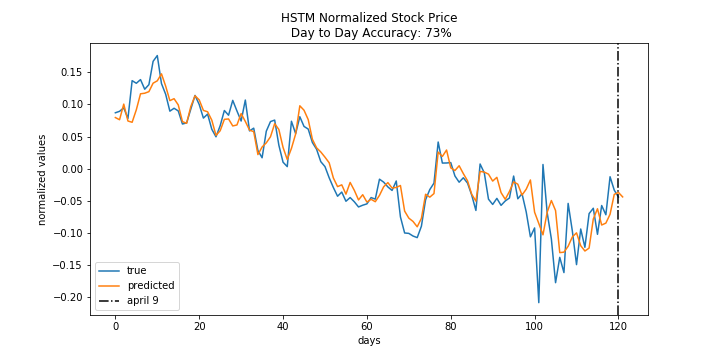 HSTM Normalized Stock Price
Day to Day Accuracy: 73%
normalized values
0.15
0.10
0.05
0.00
−0.05
−0.10
−0.15
−0.20
true
predicted
april 9
0
20
40
60
80
100
120
days